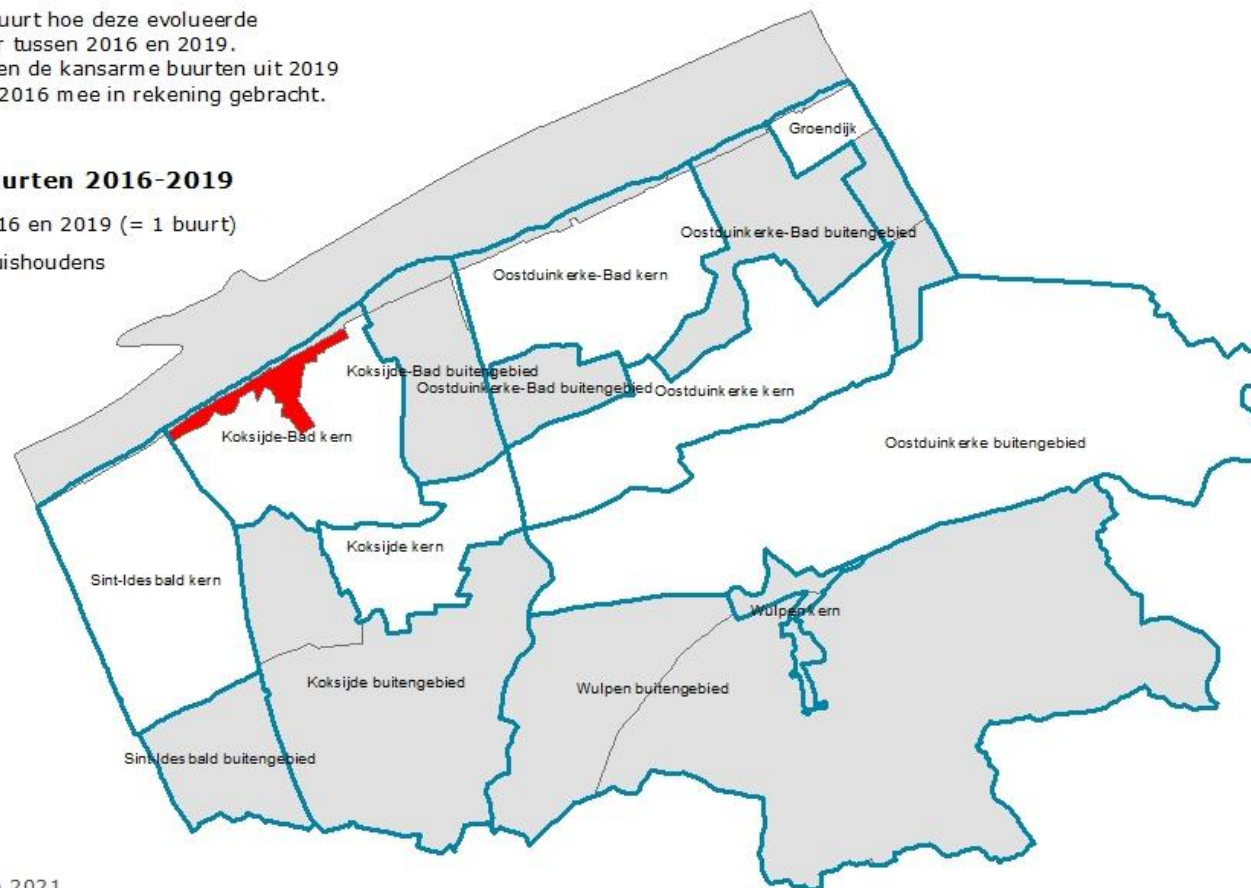 uurt hoe deze evolueerde
r tussen 2016 en 2019.
en de kansarme buurten uit 2019
2016 mee in rekening gebracht.
urten 2016-2019
16 en 2019 (= 1 buurt)
uishoudens
Groendijk
Oostduinkerke-Bad buitengebied
Oostduinkerke-Bad kern
Koksijde-Bad buitengebied
Oostduinkerke-Bad buitengebied
Oostduinkerke kern
Koksijde-Bad kern
Oostduinkerke buitengebied
Koksijde kern
Sint-Idesbald kern
Wulpen kern
Koksijde buitengebied
Wulpen buitengebied
Sint-Idesbald buitengebied
2021